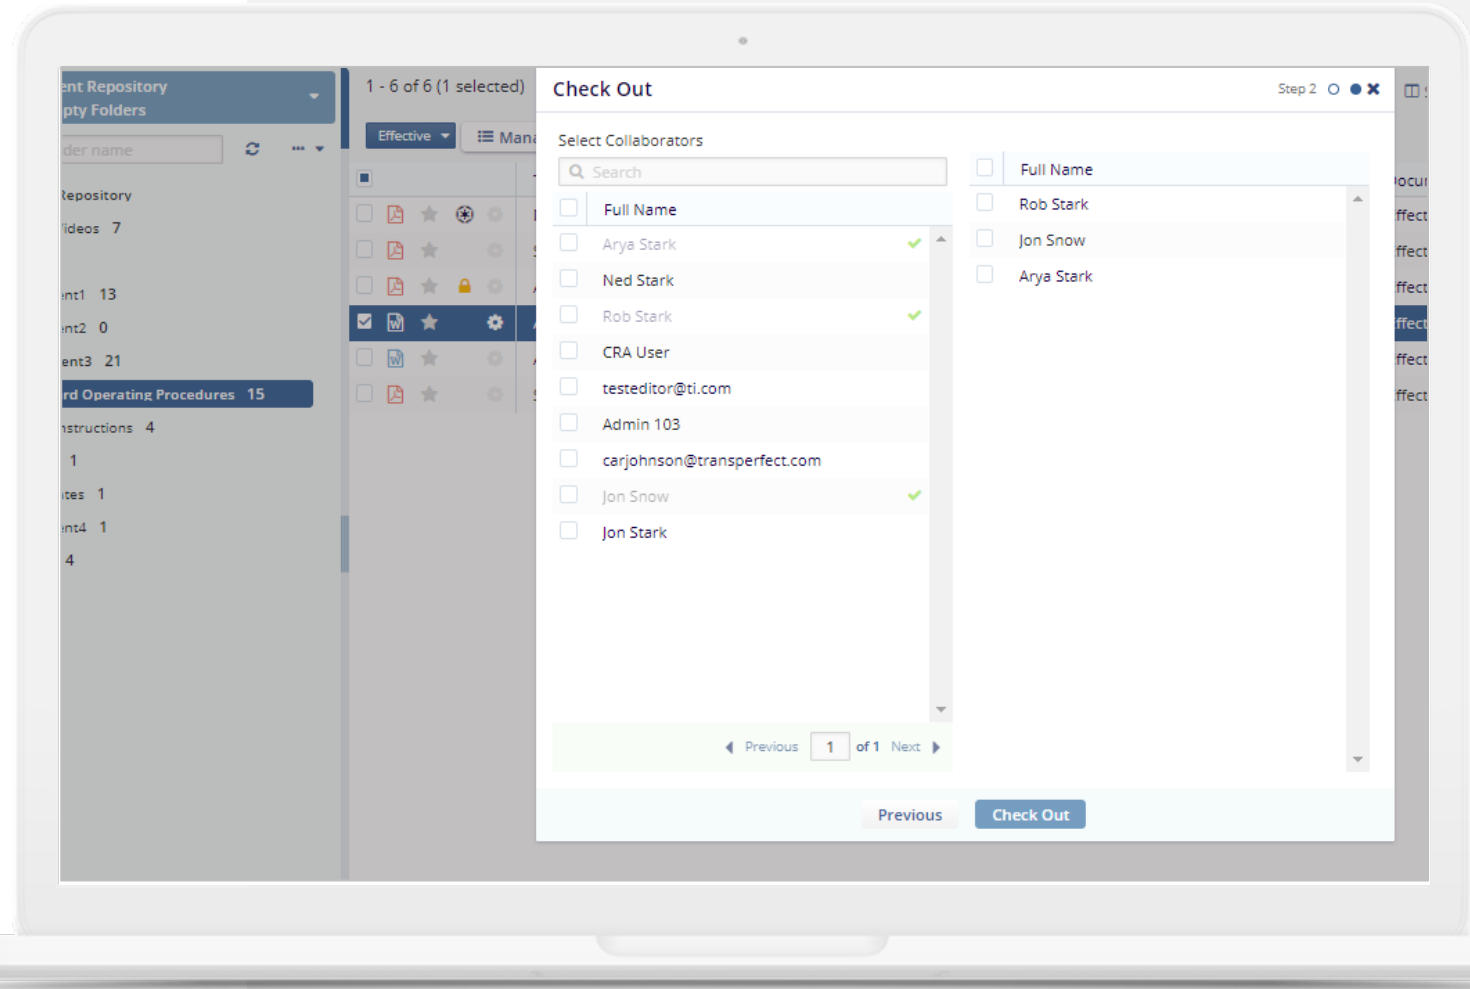 ent Repository
pty Folders
der name
Repository
ideos 7
ent1 13
ent2 0
ent3 21
rd Operating Procedures 15
nstructions 4
1
tes 1
ent4 1
4
1 - 6 of 6 (1 selected)
Effective
Mana
Check Out
Step 2
Select Collaborators
Search
Full Name
Arya Stark
Ned Stark
Rob Stark
CRA User
testeditor@ti.com
Admin 103
carjohnson@transperfect.com
Jon Snow
Jon Stark
Previous 1 of 1 Next
Full Name
Rob Stark
Jon Snow
Arya Stark
Previous
Check Out
ocu
ffect
ffect
ffect
ffect
ffect
ffect